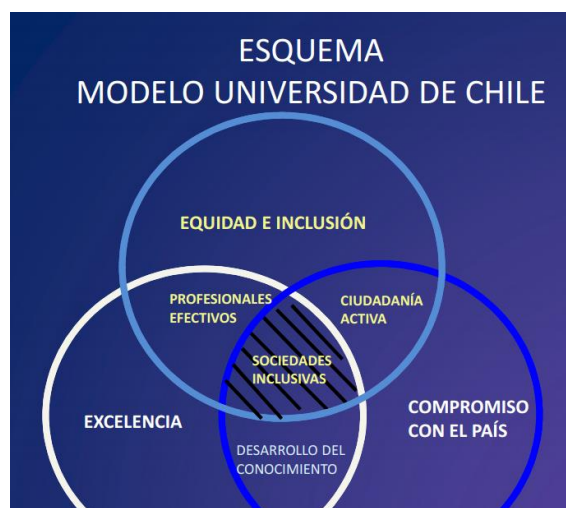 ESQUEMA
MODELO UNIVERSIDAD DE CHILE
EQUIDAD E INCLUSIÓN
PROFESIONALES
EFECTIVOS
CIUDADANÍA
ACTIVA
SOCIEDADES
INCLUSIVAS
EXCELENCIA
COMPROMISO
CON EL PAÍS
DESARROLLO DEL
CONOCIMIENTO